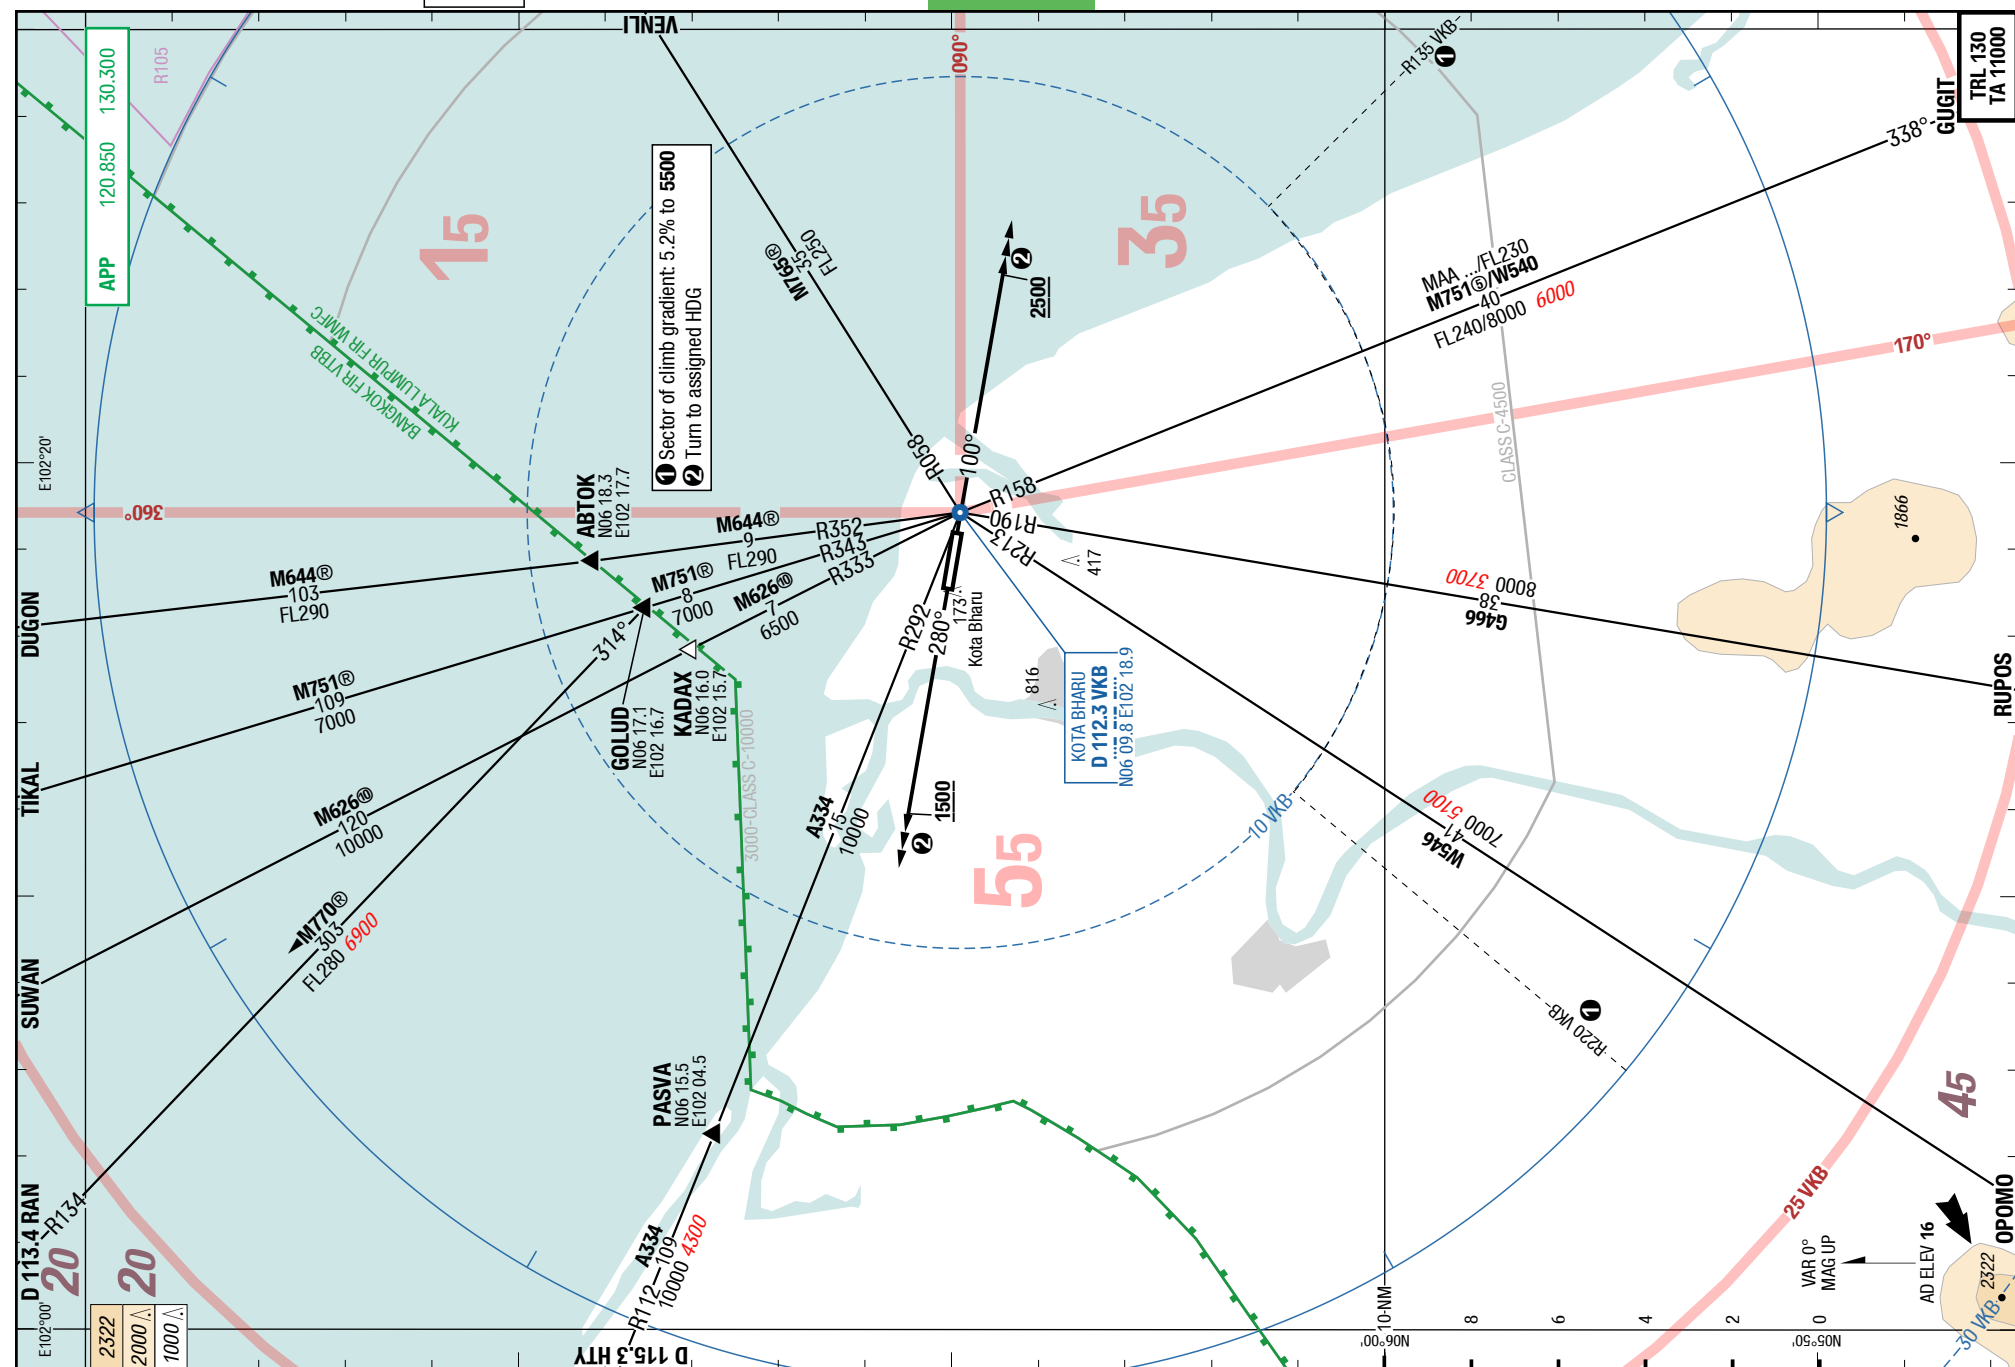 VENLI
090°
R135 VKB
1
TRL 130
TA 11000
GUGIT
338°
APP 120.850 130.300
R105
15
35
1 Sector of climb gradient: 5.2% to 5500
2 Turn to assigned HDG
M765®
35
FL250
2
2500
KUALA LUMPUR FIR WMFC
BANGKOK FIR VTBB
MAA .../FL230
M751⑤/W540
40
FL240/8000 6000
170°
CLASS C-4500
E102°20'
360°
ABTOK
N06 18.3
E102 17.7
R058
100°
R158
R190
R213
M644®
9
FL290
R352
R343
R333
M751®
8
7000
M626⑩
7
6500
1866
417
M644®
103
FL290
DUGON
314°
R292
280°
173
Kota Bharu
8000 3700
38
G466
RUPOS
M751®
109
7000
TIKAL
GOLUD
N06 17.1
E102 16.7
KADAX
N06 16.0
E102 15.7
816
KOTA BHARU
D 112.3 VKB
N06 09.8 E102 18.9
3000-CLASS C-10000
M626⑩
120
10000
A334
15
10000
1500
2
55
10 VKB
7000 5100
41
W546
SUWAN
M770®
303
FL280 6900
R220 VKB
1
PASVA
N06 15.5
E102 04.5
45
25 VKB
OPOMO
D 113.4 RAN
R134
20
20
A334
R112 109
10000 4300
D 115.3 HTY
VAR 0°
MAG UP
AD ELEV 16
2322
30 VKB
E102°00'
2322
2000
1000
10 NM
8
6
4
2
0
N06°00'
N05°50'